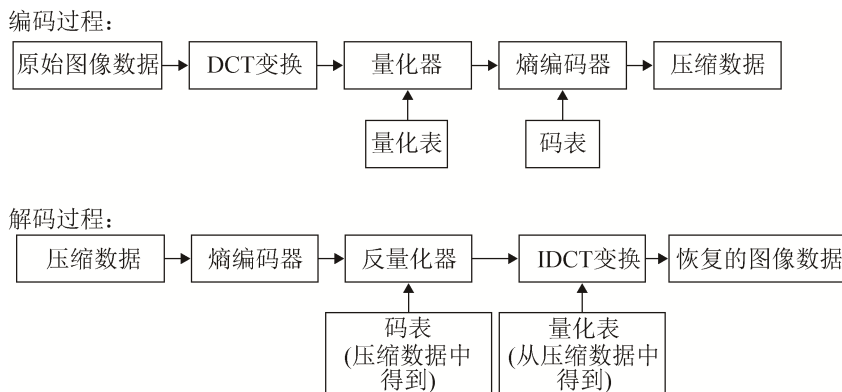 编码过程：
原始图像数据 DCT变换 量化器 熵编码器 压缩数据
量化表 码表
解码过程：
压缩数据 熵编码器 反量化器 IDCT变换 恢复的图像数据
码表 量化表
(压缩数据中 (从压缩数据中
得到) 得到)